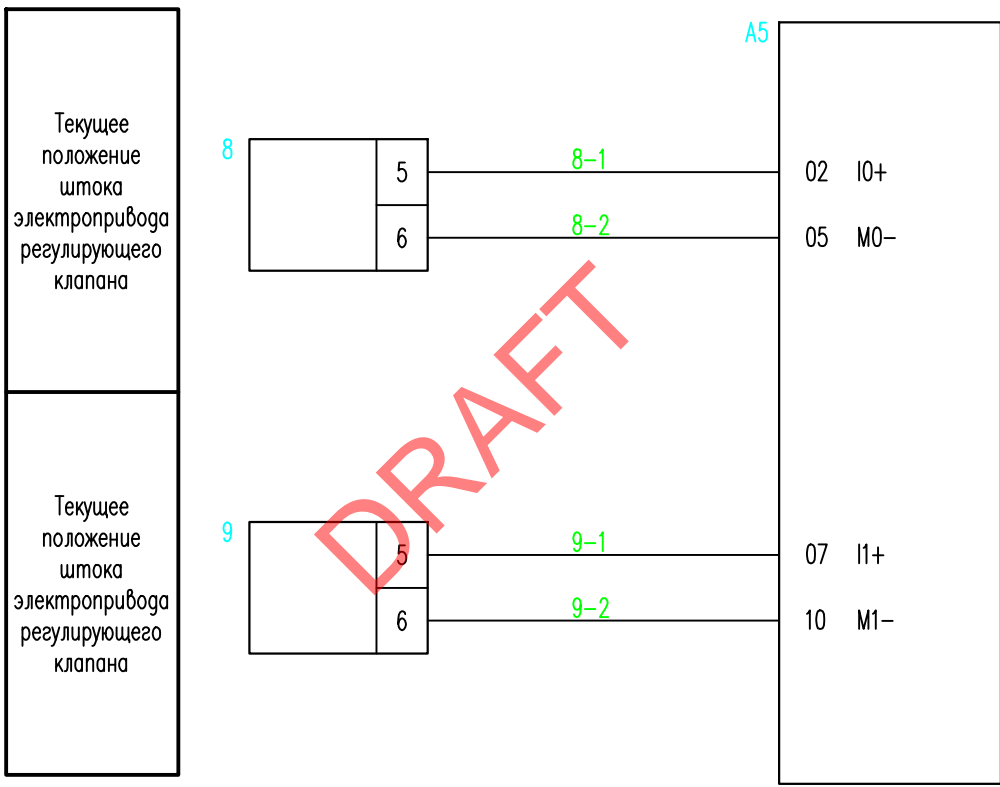 Текущее
положение
штока
электропривода
регулирующего
клапана
8
5
6
8-1
8-2
A5
02 I0+
05 M0-
DRAFT
Текущее
положение
штока
электропривода
регулирующего
клапана
9
5
6
9-1
9-2
07 I1+
10 M1-